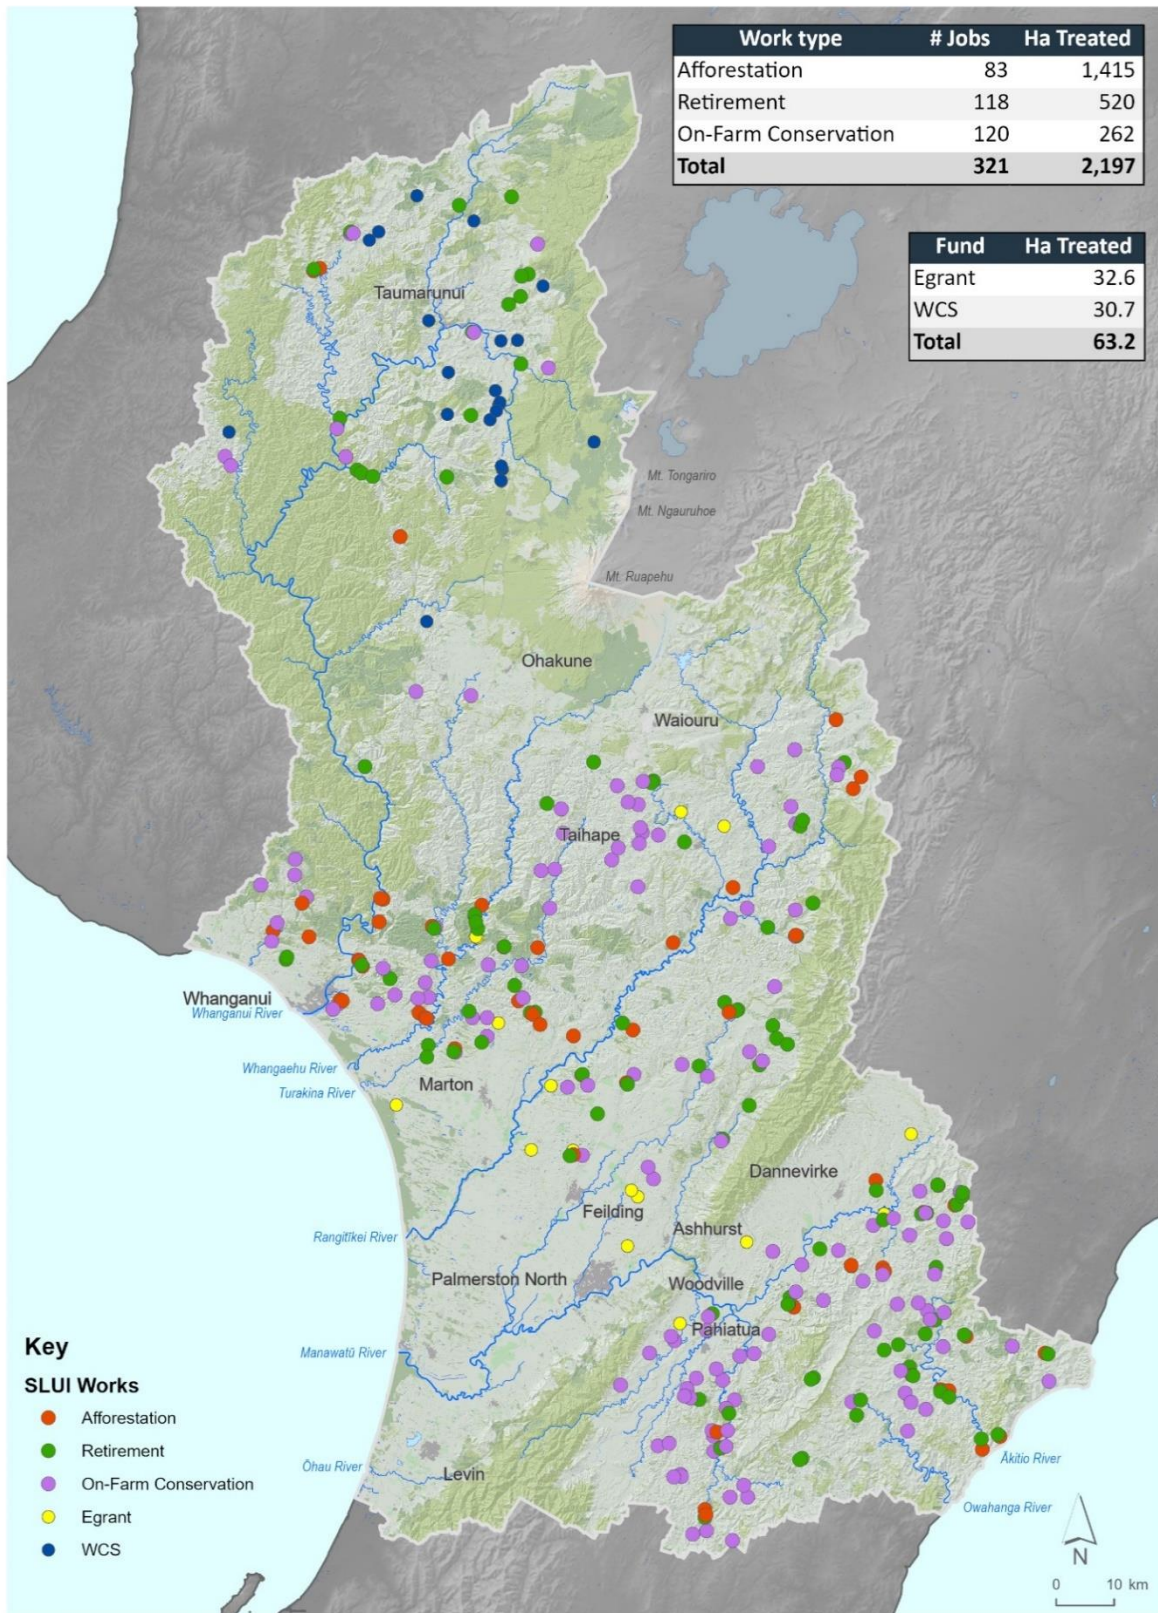 Work type # Jobs Ha Treated
Afforestation 83 1,415
Retirement 118 520
On-Farm Conservation 120 262
Total 321 2,197
Fund Ha Treated
Egrant 32.6
WCS 30.7
Total 63.2
Taumarunui
Mt. Tongariro
Mt. Ngauruhoe
Mt. Ruapehu
Ohakune
Waiouru
Taihape
Whanganui
Whanganui River
Whangaehu River
Turakina River
Marton
Dannevirke
Feilding
Ashhurst
Rangitīkei River
Palmerston North
Woodville
Pahiatua
Manawatū River
Ōhau River
Levin
Ākitio River
Owahanga River
Key
SLUI Works
Afforestation
Retirement
On-Farm Conservation
Egrant
WCS
N
0 10 km